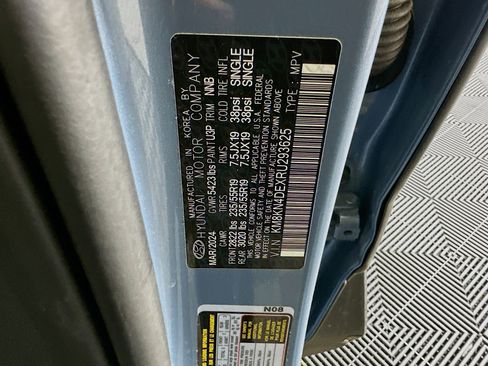 MANUFACTURED IN KOREA BY
HYUNDAI MOTOR COMPANY
MAR/2024 GVWR 5423 lbs PAINT U3P TRIM NNB
GAWR TIRES RIMS COLD TIRE INFL
FRONT 2822 lbs 235/55R19 7.5JX19 38psi SINGLE
REAR 3020 lbs 235/55R19 7.5JX19 38psi SINGLE
THIS VEHICLE CONFORMS TO ALL APPLICABLE U.S.A. FEDERAL
MOTOR VEHICLE SAFETY AND THEFT PREVENTION STANDARDS
IN EFFECT ON THE DATE OF MANUFACTURE SHOWN ABOVE.
VIN : KM8KN4DEXRU293625 TYPE : MPV
N08